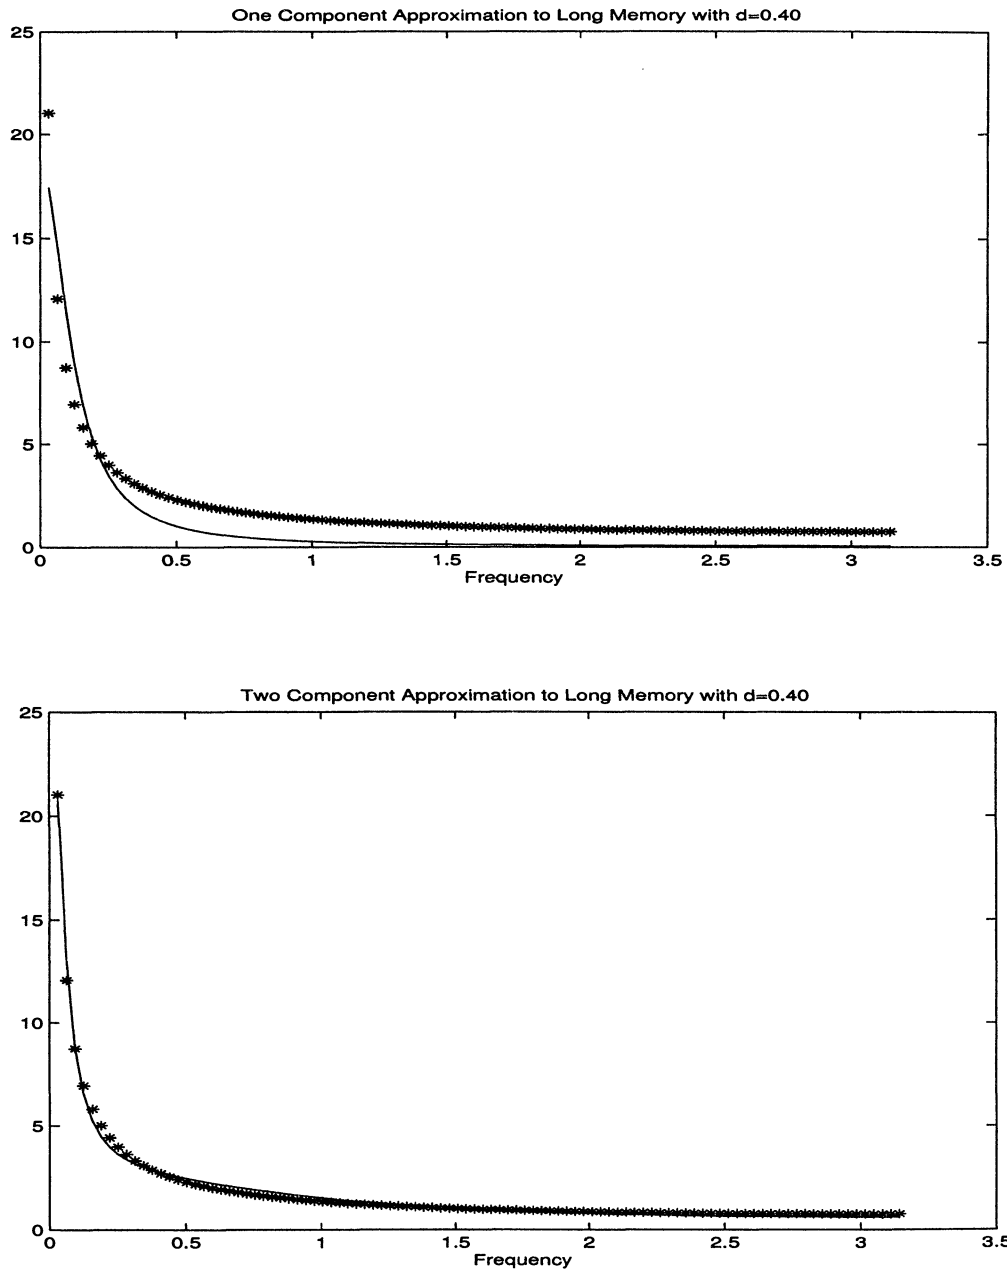 One Component Approximation to Long Memory with d=0.40
25
20
15
10
5
0
0 0.5 1 1.5 2 2.5 3 3.5
Frequency
Two Component Approximation to Long Memory with d=0.40
25
20
15
10
5
0
0 0.5 1 1.5 2 2.5 3 3.5
Frequency